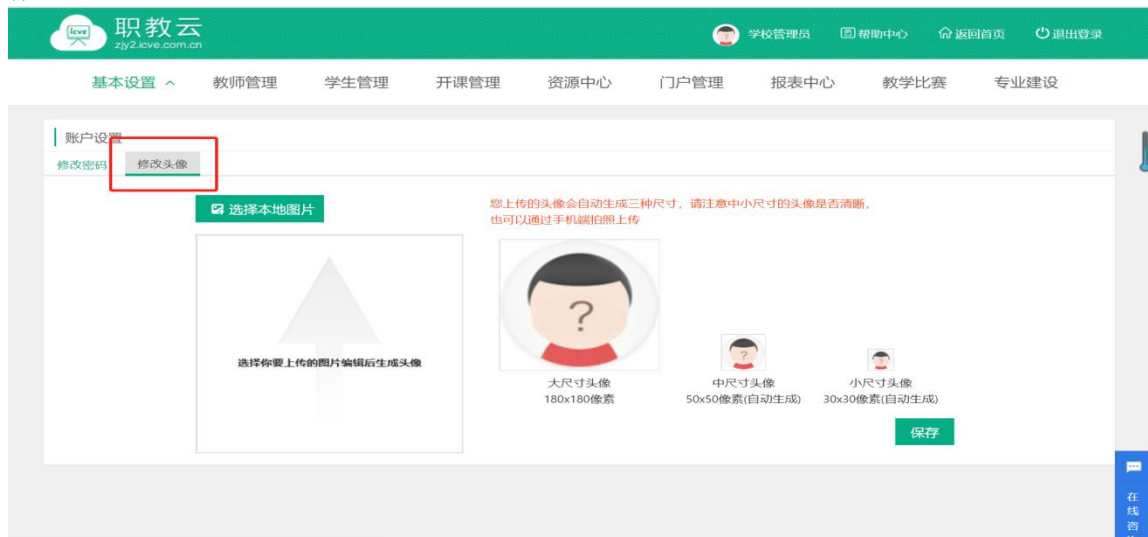 icve
职教云
zjy2.icve.com.cn
学校管理员
帮助中心
返回首页
退出登录
基本设置
教师管理
学生管理
开课管理
资源中心
门户管理
报表中心
教学比赛
专业建设
账户设置
修改密码
修改头像
选择本地图片
您上传的头像会自动生成三种尺寸，请注意中小尺寸的头像是否清晰，
也可以通过手机端拍照上传
选择你要上传的图片编辑后生成头像
?
?
大尺寸头像
180x180像素
中尺寸头像
50x50像素(自动生成)
小尺寸头像
30x30像素(自动生成)
保存
在
线
咨